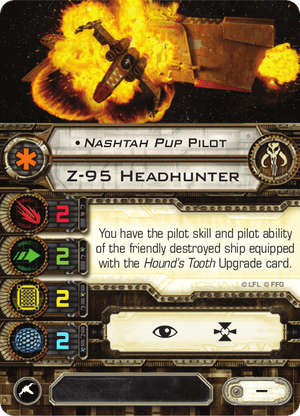 • NASHTAH PUP PILOT
Z-95 HEADHUNTER
2
2
2
2
You have the pilot skill and pilot ability
of the friendly destroyed ship equipped
with the Hound's Tooth Upgrade card.
© LFL © FFG
–